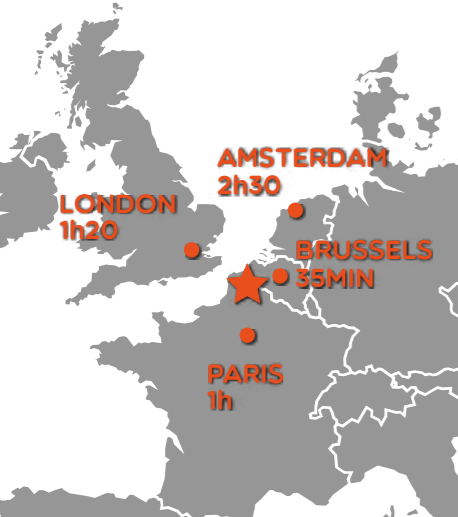 AMSTERDAM
2h30
LONDON
1h20
BRUSSELS
35MIN
PARIS
1h